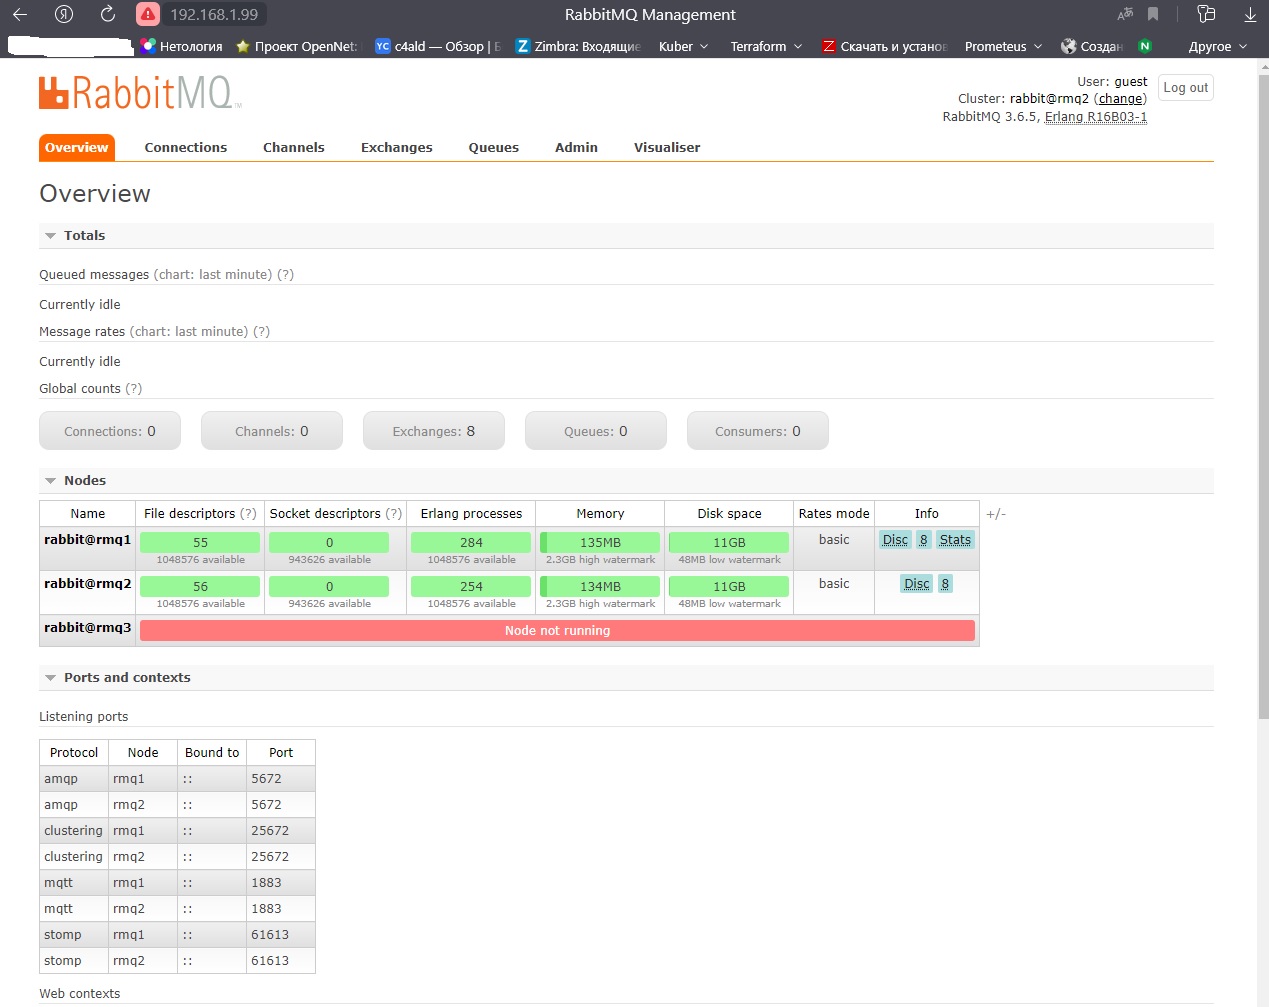 192.168.1.99 RabbitMQ Management
Нетология Проект OpenNet: YC c4ald — Обзор | Б Z Zimbra: Входящие Kuber Terraform Z Скачать и установ Prometeus Создан N Другое
RabbitMQ TM
User: guest
Log out
Cluster: rabbit@rmq2 (change)
RabbitMQ 3.6.5, Erlang R16B03-1
Overview Connections Channels Exchanges Queues Admin Visualiser
Overview
Totals
Queued messages (chart: last minute) (?)
Currently idle
Message rates (chart: last minute) (?)
Currently idle
Global counts (?)
Connections: 0 Channels: 0 Exchanges: 8 Queues: 0 Consumers: 0
Nodes
Name File descriptors (?) Socket descriptors (?) Erlang processes Memory Disk space Rates mode Info +/-
rabbit@rmq1 55 0 284 135MB 11GB basic Disc 8 Stats
1048576 available 943626 available 1048576 available 2.3GB high watermark 48MB low watermark
rabbit@rmq2 56 0 254 134MB 11GB basic Disc 8
1048576 available 943626 available 1048576 available 2.3GB high watermark 48MB low watermark
rabbit@rmq3 Node not running
Ports and contexts
Listening ports
Protocol Node Bound to Port
amqp rmq1 :: 5672
amqp rmq2 :: 5672
clustering rmq1 :: 25672
clustering rmq2 :: 25672
mqtt rmq1 :: 1883
mqtt rmq2 :: 1883
stomp rmq1 :: 61613
stomp rmq2 :: 61613
Web contexts